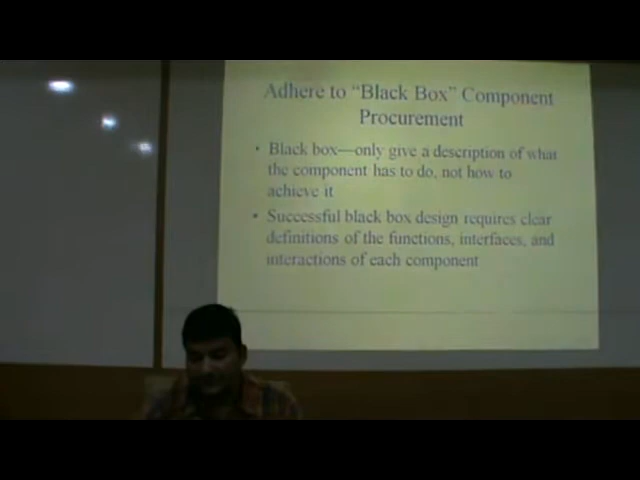 Adhere to “Black Box” Component
Procurement
• Black box—only give a description of what
the component has to do, not how to
achieve it
• Successful black box design requires clear
definitions of the functions, interfaces, and
interactions of each component